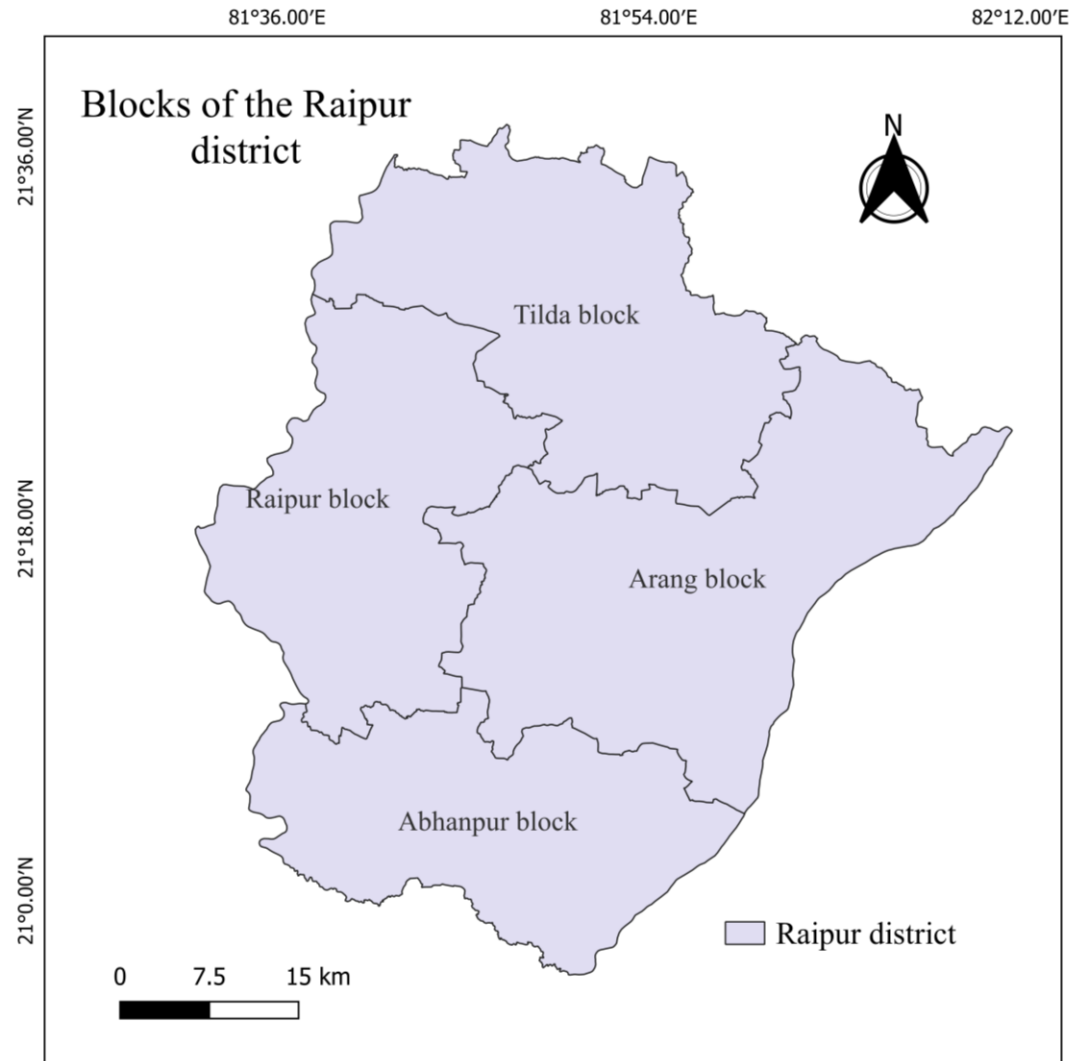 81°36.00′E 81°54.00′E 82°12.00′E
Blocks of the Raipur
district
N
21°36.00′N
Tilda block
Raipur block
21°18.00′N
Arang block
Abhanpur block
21°0.00′N
Raipur district
0 7.5 15 km